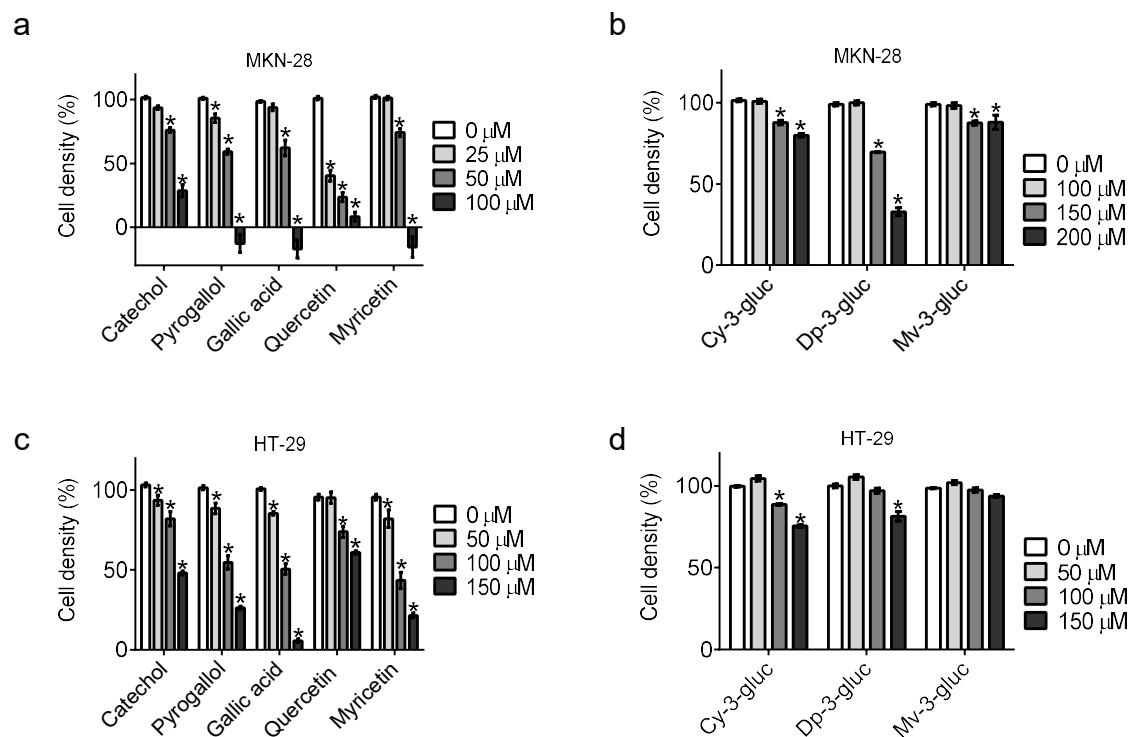 a
MKN-28
Cell density (%)
100
50
0
* * * * * * * * * * * *
0 μM
25 μM
50 μM
100 μM
Catechol
Pyrogallol
Gallic acid
Quercetin
Myricetin
b
MKN-28
Cell density (%)
100
50
0
* * * * * *
0 μM
100 μM
150 μM
200 μM
Cy-3-gluc
Dp-3-gluc
Mv-3-gluc
c
HT-29
Cell density (%)
100
50
0
* * * * * * * * * * * * * *
0 μM
50 μM
100 μM
150 μM
Catechol
Pyrogallol
Gallic acid
Quercetin
Myricetin
d
HT-29
Cell density (%)
100
50
0
* * *
0 μM
50 μM
100 μM
150 μM
Cy-3-gluc
Dp-3-gluc
Mv-3-gluc